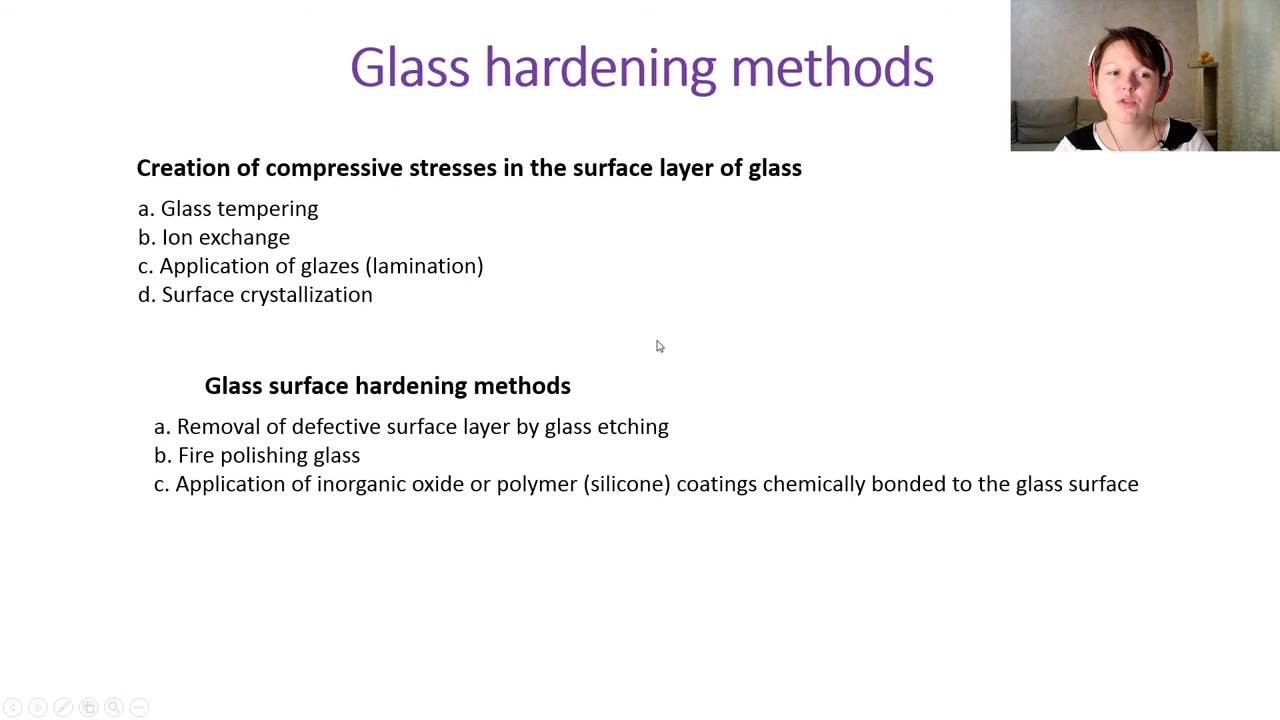 Glass hardening methods
Creation of compressive stresses in the surface layer of glass
a. Glass tempering
b. Ion exchange
c. Application of glazes (lamination)
d. Surface crystallization
Glass surface hardening methods
a. Removal of defective surface layer by glass etching
b. Fire polishing glass
c. Application of inorganic oxide or polymer (silicone) coatings chemically bonded to the glass surface